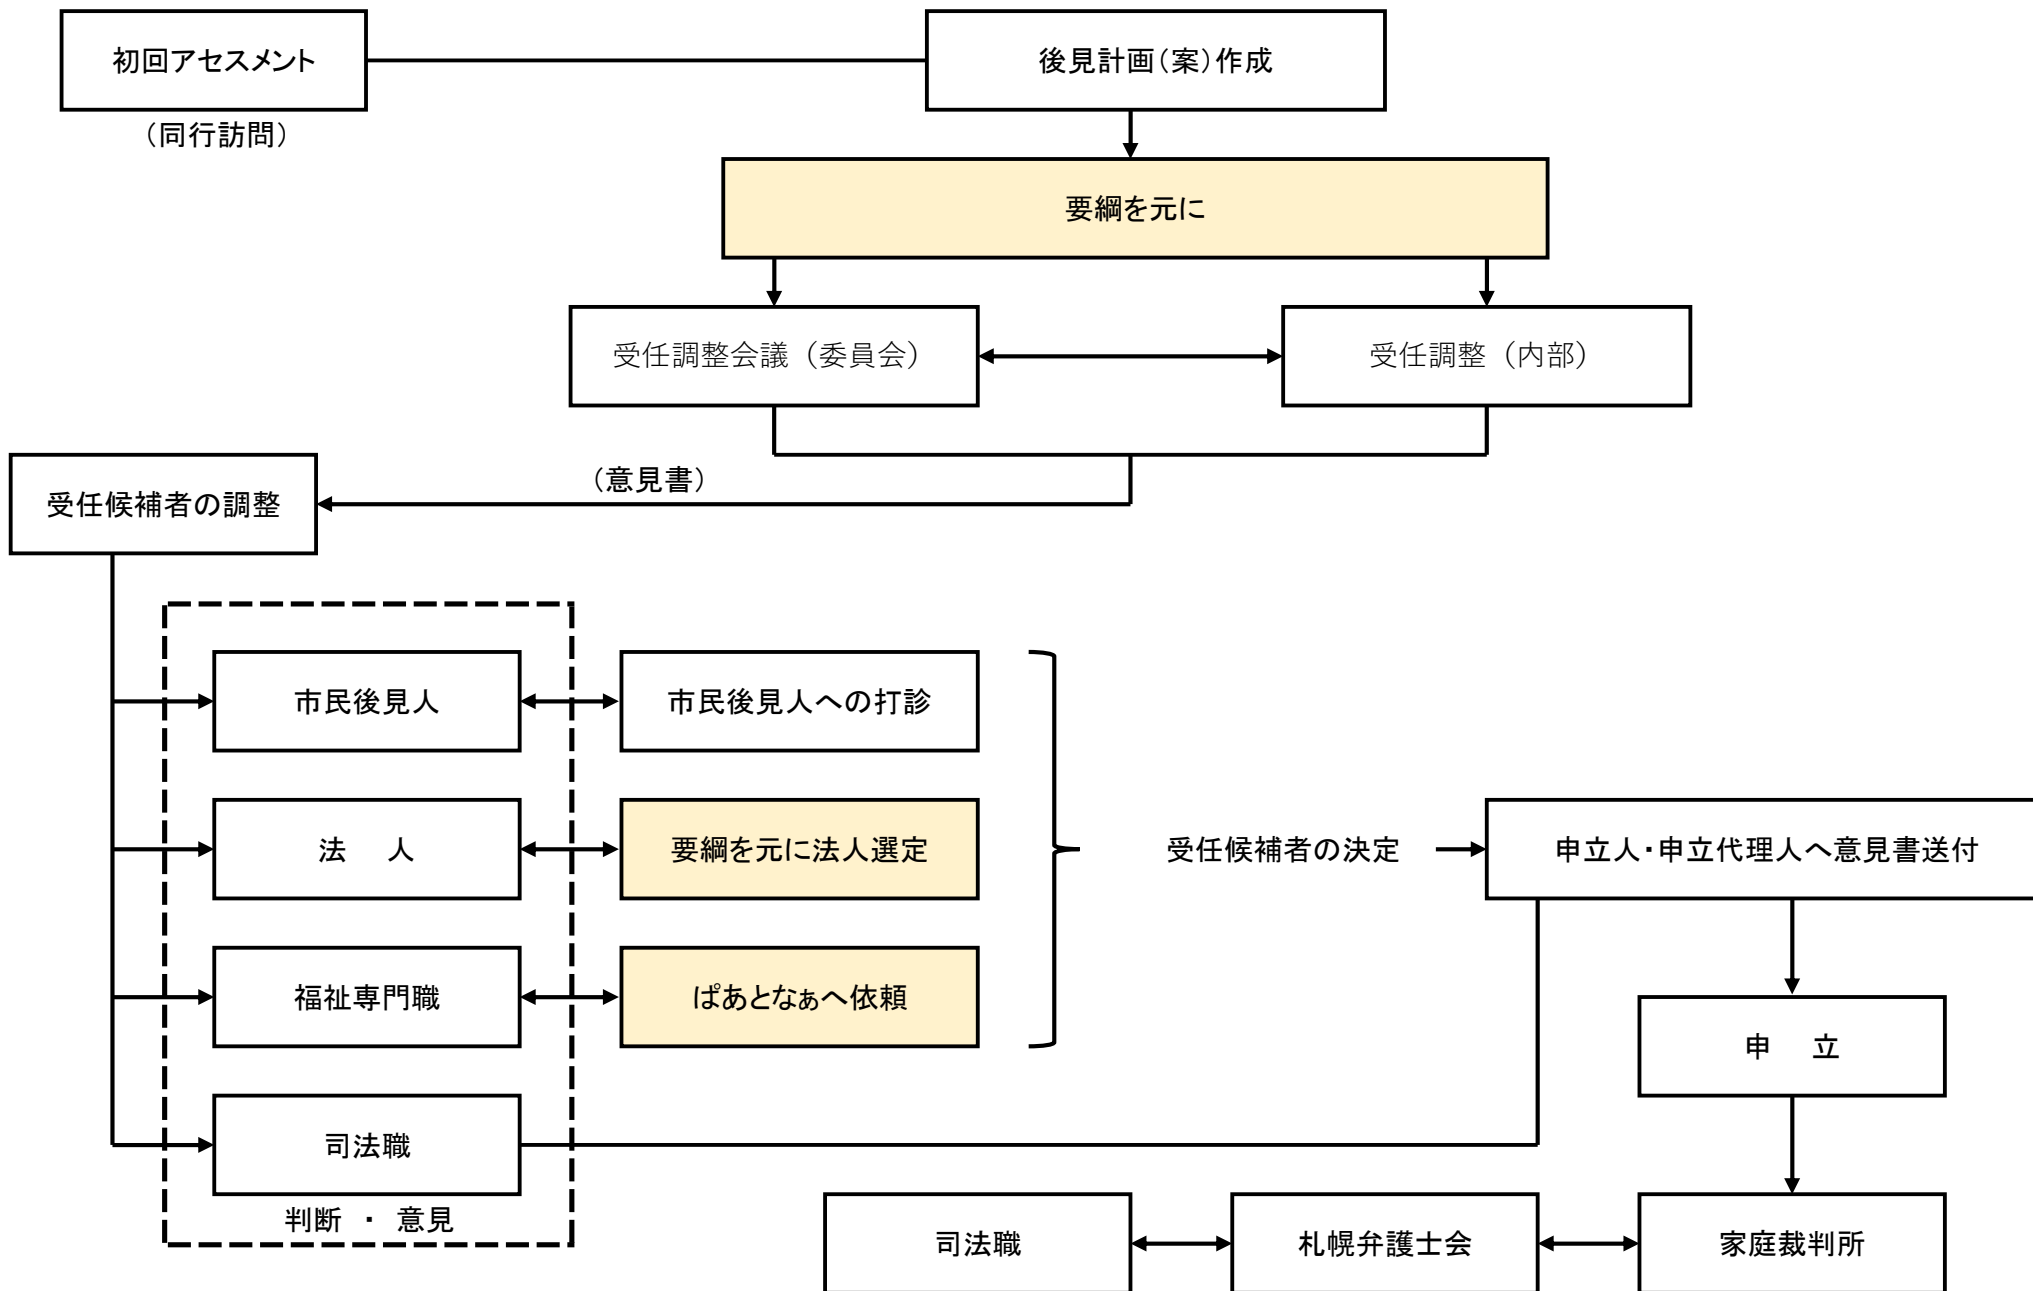 初回アセスメント
後見計画（案）作成
（同行訪問）
要綱を元に
受任調整会議（委員会）
受任調整（内部）
（意見書）
受任候補者の調整
市民後見人
市民後見人への打診
法　人
要綱を元に法人選定
受任候補者の決定
申立人・申立代理人へ意見書送付
福祉専門職
ぱあとなぁへ依頼
申　立
司法職
判断　・　意見
司法職
札幌弁護士会
家庭裁判所